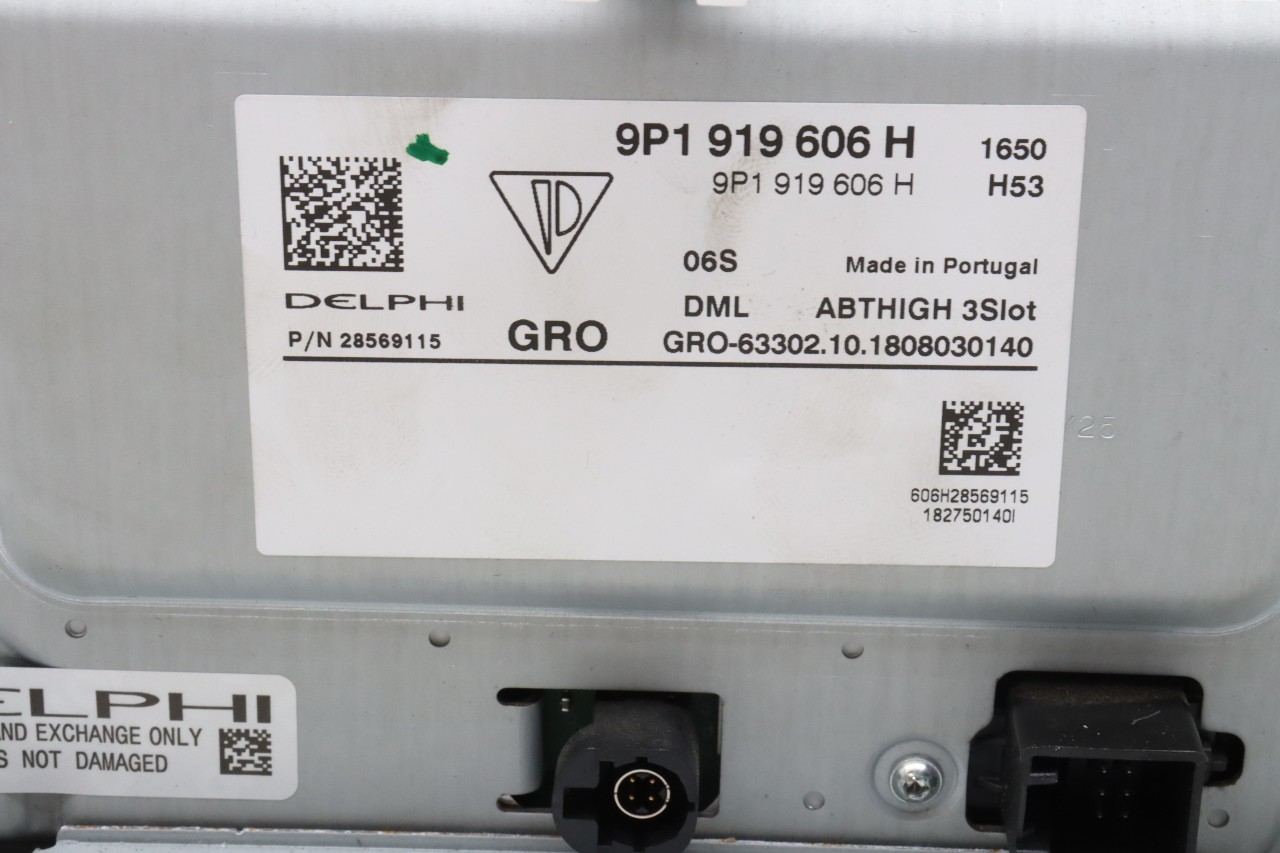 9P1 919 606 H 1650
9P1 919 606 H H53
06S Made in Portugal
DELPHI DML ABTHIGH 3Slot
P/N 28569115 GRO GRO-63302.10.1808030140
606H28569115
182750140I
DELPHI
AND EXCHANGE ONLY
NOT DAMAGED